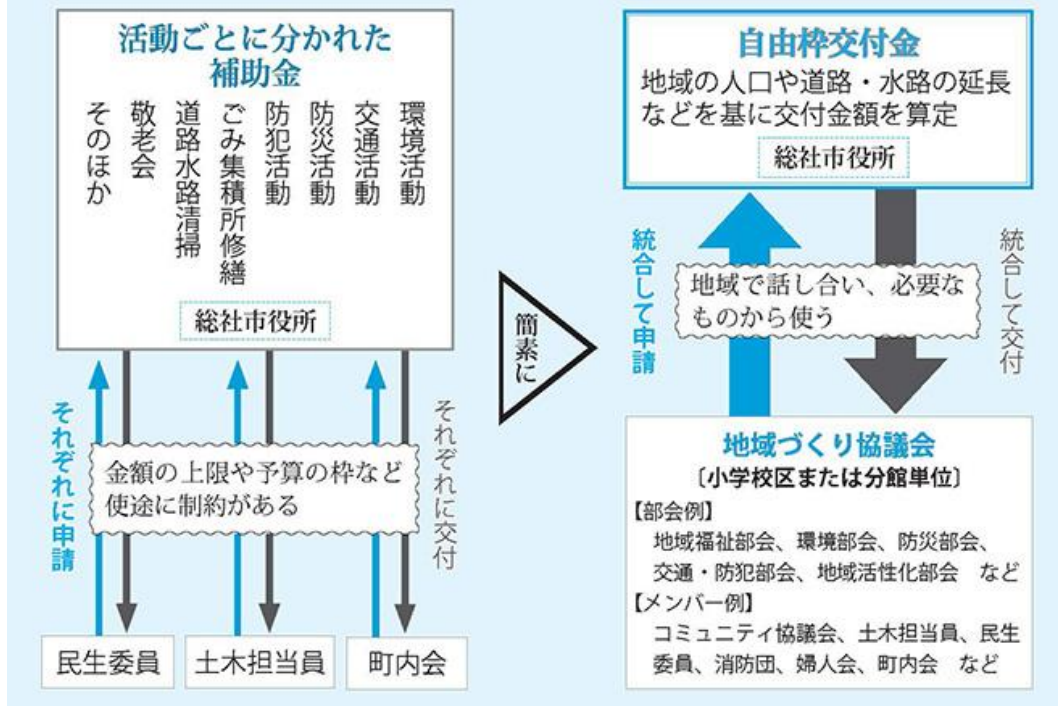 活動ごとに分かれた
補助金
環境活動
交通活動
防災活動
防犯活動
ごみ集積所修繕
道路水路清掃
敬老会
そのほか
総社市役所
それぞれに申請
金額の上限や予算の枠など
使途に制約がある
それぞれに交付
民生委員
土木担当員
町内会
簡素に
自由枠交付金
地域の人口や道路・水路の延長
などを基に交付金額を算定
総社市役所
統合して申請
地域で話し合い、必要な
ものから使う
統合して交付
地域づくり協議会
〔小学校区または分館単位〕
【部会例】
地域福祉部会、環境部会、防災部会、
交通・防犯部会、地域活性化部会　など
【メンバー例】
コミュニティ協議会、土木担当員、民生
委員、消防団、婦人会、町内会　など